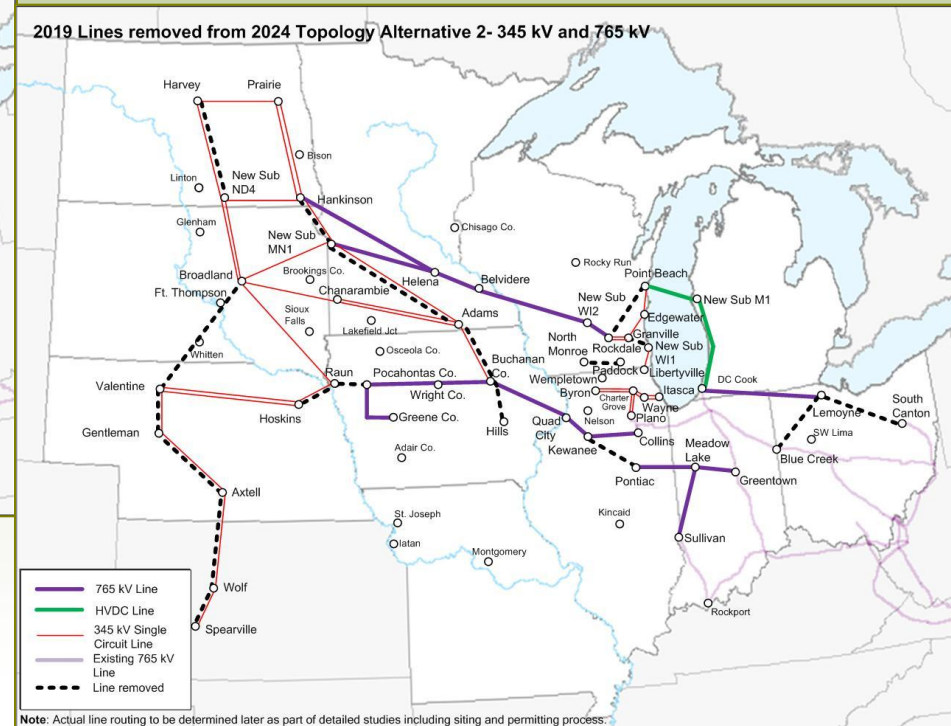 2019 Lines removed from 2024 Topology Alternative 2- 345 kV and 765 kV
Harvey
Prairie
Bison
Linton
New Sub
ND4
Hankinson
Glenham
New Sub
MN1
Chisago Co.
Rocky Run
Point Beach
Broadland
Brookings Co.
Helena
Belvidere
New Sub M1
Ft. Thompson
Chanarambie
New Sub
WI2
Edgewater
Sioux
Falls
Adams
North
Monroe
Granville
Lakefield Jct
Rockdale
New Sub
WI1
Whitten
Osceola Co.
Buchanan
Co.
Paddock
Libertyville
Raun
Pocahontas Co.
Wempletown
Itasca
DC Cook
Valentine
Wright Co.
Byron
Charter
Grove
Wayne
Lemoyne
South
Canton
Hoskins
Greene Co.
Hills
Quad
City
Nelson
Plano
Gentleman
Kewanee
Collins
Meadow
Lake
SW Lima
Adair Co.
Blue Creek
Pontiac
Greentown
Axtell
St. Joseph
Kincaid
Iatan
Sullivan
Montgomery
Wolf
Rockport
Spearville
765 kV Line
HVDC Line
345 kV Single
Circuit Line
Existing 765 kV
Line
Line removed
Note: Actual line routing to be determined later as part of detailed studies including siting and permitting process.